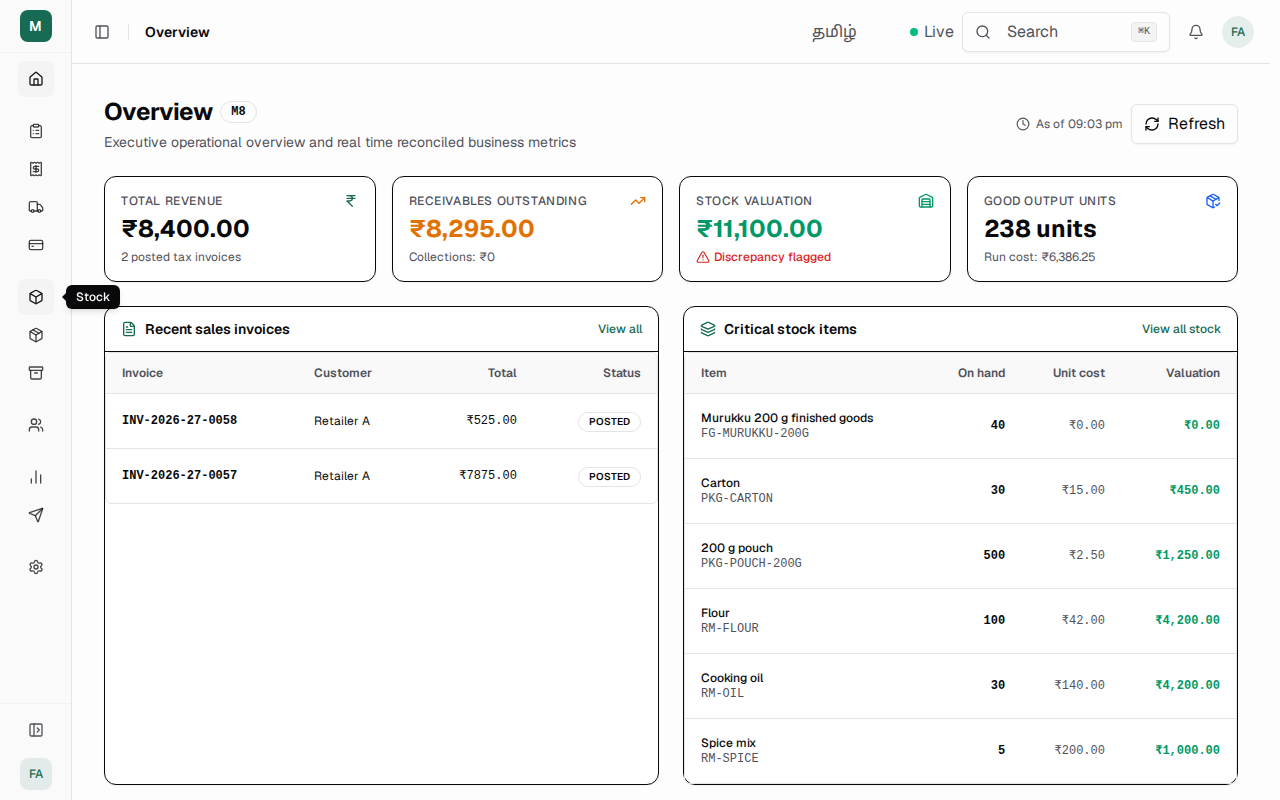 M
Overview
தமிழ்
Live
Search
⌘K
FA
Overview
M8
Executive operational overview and real time reconciled business metrics
As of 09:03 pm
Refresh
TOTAL REVENUE
₹
₹8,400.00
2 posted tax invoices
RECEIVABLES OUTSTANDING
₹8,295.00
Collections: ₹0
STOCK VALUATION
₹11,100.00
Discrepancy flagged
GOOD OUTPUT UNITS
238 units
Run cost: ₹6,386.25
Stock
Recent sales invoices
View all
Invoice Customer Total Status
INV-2026-27-0058 Retailer A ₹525.00 POSTED
INV-2026-27-0057 Retailer A ₹7875.00 POSTED
Critical stock items
View all stock
Item On hand Unit cost Valuation
Murukku 200 g finished goods
FG-MURUKKU-200G
40 ₹0.00 ₹0.00
Carton
PKG-CARTON
30 ₹15.00 ₹450.00
200 g pouch
PKG-POUCH-200G
500 ₹2.50 ₹1,250.00
Flour
RM-FLOUR
100 ₹42.00 ₹4,200.00
Cooking oil
RM-OIL
30 ₹140.00 ₹4,200.00
Spice mix
RM-SPICE
5 ₹200.00 ₹1,000.00
FA